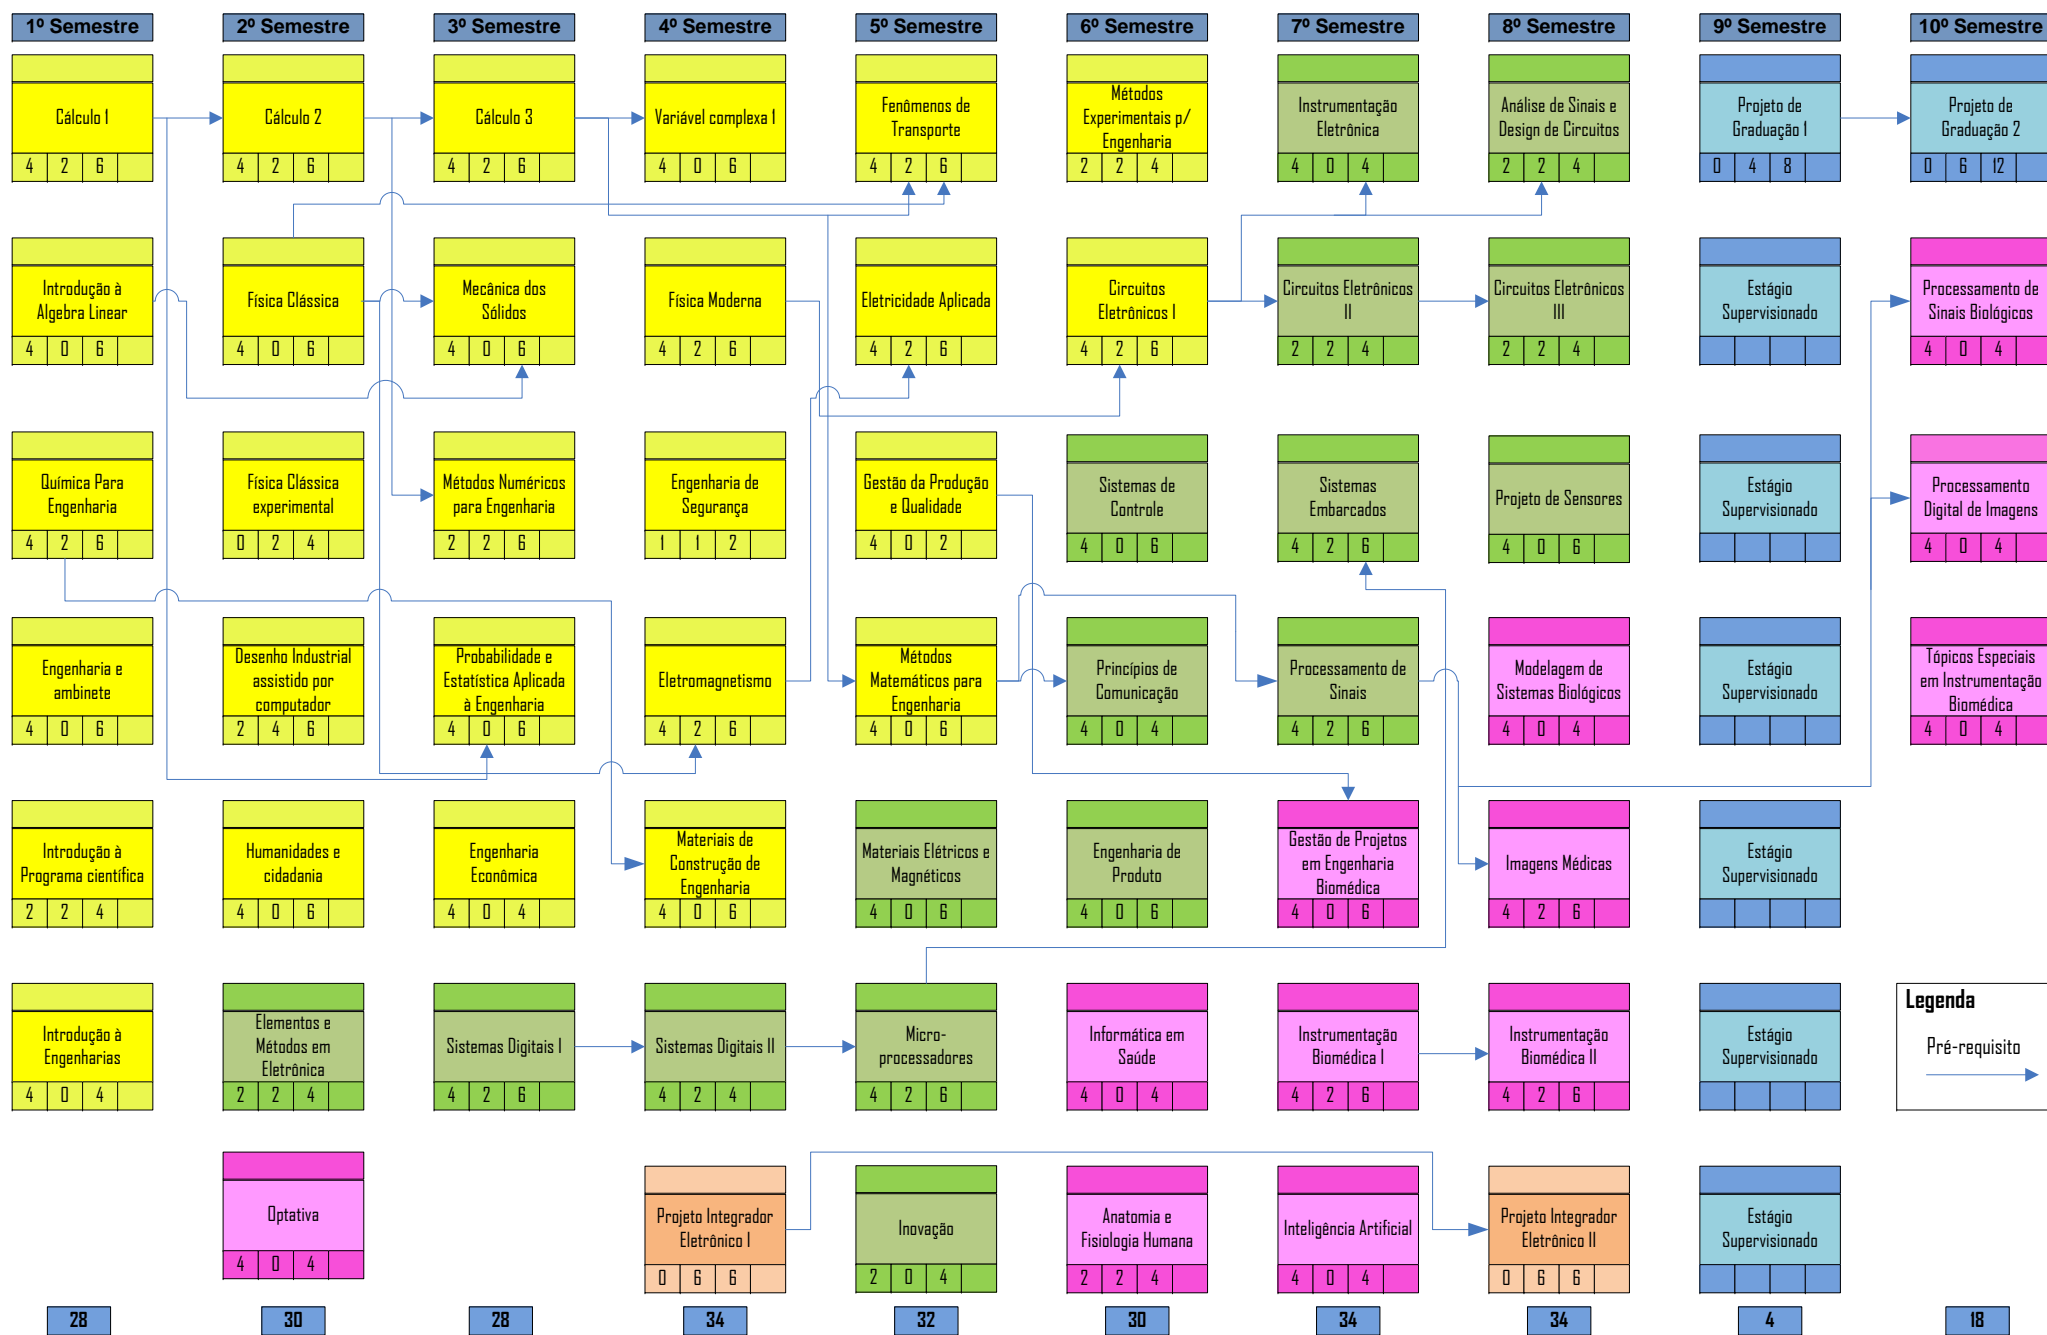 1º Semestre
2º Semestre
3º Semestre
4º Semestre
5º Semestre
6º Semestre
7º Semestre
8º Semestre
9º Semestre
10º Semestre
Cálculo 1
4 2 6
Cálculo 2
4 2 6
Cálculo 3
4 2 6
Variável complexa 1
4 0 6
Fenômenos de
Transporte
4 2 6
Métodos
Experimentais p/
Engenharia
2 2 4
Instrumentação
Eletrônica
4 0 4
Análise de Sinais e
Design de Circuitos
2 2 4
Projeto de
Graduação 1
0 4 8
Projeto de
Graduação 2
0 6 12
Introdução à
Algebra Linear
4 0 6
Física Clássica
4 0 6
Mecânica dos
Sólidos
4 0 6
Física Moderna
4 2 6
Eletricidade Aplicada
4 2 6
Circuitos
Eletrônicos I
4 2 6
Circuitos Eletrônicos
II
2 2 4
Circuitos Eletrônicos
III
2 2 4
Estágio
Supervisionado
Processamento de
Sinais Biológicos
4 0 4
Química Para
Engenharia
4 2 6
Física Clássica
experimental
0 2 4
Métodos Numéricos
para Engenharia
2 2 6
Engenharia de
Segurança
1 1 2
Gestão da Produção
e Qualidade
4 0 2
Sistemas de
Controle
4 0 6
Sistemas
Embarcados
4 2 6
Projeto de Sensores
4 0 6
Estágio
Supervisionado
Processamento
Digital de Imagens
4 0 4
Engenharia e
ambinete
4 0 6
Desenho Industrial
assistido por
computador
2 4 6
Probabilidade e
Estatística Aplicada
à Engenharia
4 0 6
Eletromagnetismo
4 2 6
Métodos
Matemáticos para
Engenharia
4 0 6
Princípios de
Comunicação
4 0 4
Processamento de
Sinais
4 2 6
Modelagem de
Sistemas Biológicos
4 0 4
Estágio
Supervisionado
Tópicos Especiais
em Instrumentação
Biomédica
4 0 4
Introdução à
Programa científica
2 2 4
Humanidades e
cidadania
4 0 6
Engenharia
Econômica
4 0 4
Materiais de
Construção de
Engenharia
4 0 6
Materiais Elétricos e
Magnéticos
4 0 6
Engenharia de
Produto
4 0 6
Gestão de Projetos
em Engenharia
Biomédica
4 0 6
Imagens Médicas
4 2 6
Estágio
Supervisionado
Introdução à
Engenharias
4 0 4
Elementos e
Métodos em
Eletrônica
2 2 4
Sistemas Digitais I
4 2 6
Sistemas Digitais II
4 2 4
Micro-
processadores
4 2 6
Informática em
Saúde
4 0 4
Instrumentação
Biomédica I
4 2 6
Instrumentação
Biomédica II
4 2 6
Estágio
Supervisionado
Legenda
Pré-requisito
Optativa
4 0 4
Projeto Integrador
Eletrônico I
0 6 6
Inovação
2 0 4
Anatomia e
Fisiologia Humana
2 2 4
Inteligência Artificial
4 0 4
Projeto Integrador
Eletrônico II
0 6 6
Estágio
Supervisionado
28
30
28
34
32
30
34
34
4
18